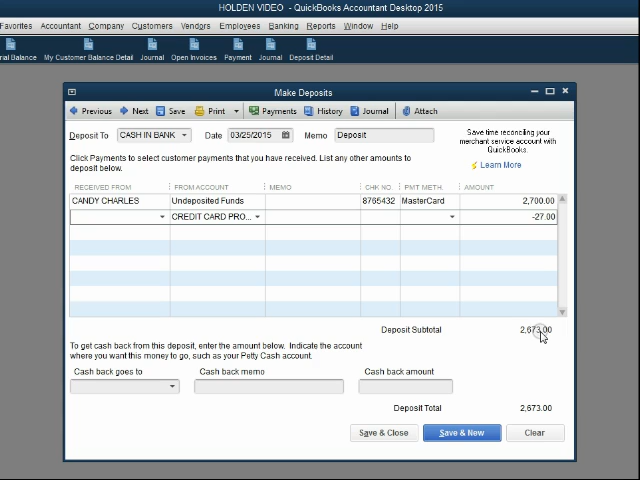 HOLDEN VIDEO - QuickBooks Accountant Desktop 2015
Favorites Accountant Company Customers Vendors Employees Banking Reports Window Help
rial Balance My Customer Balance Detail Journal Open Invoices Payment Journal Deposit Detail
Make Deposits
Previous Next Save Print Payments History Journal Attach
Deposit To CASH IN BANK Date 03/25/2015 Memo Deposit
Save time reconciling your
merchant service account with
QuickBooks.
Learn More
Click Payments to select customer payments that you have received. List any other amounts to
deposit below.
RECEIVED FROM FROM ACCOUNT MEMO CHK NO. PMT METH. AMOUNT
CANDY CHARLES Undeposited Funds 8765432 MasterCard 2,700.00
CREDIT CARD PRO... -27.00
Deposit Subtotal 2,673.00
To get cash back from this deposit, enter the amount below. Indicate the account
where you want this money to go, such as your Petty Cash account.
Cash back goes to Cash back memo Cash back amount
Deposit Total 2,673.00
Save & Close Save & New Clear